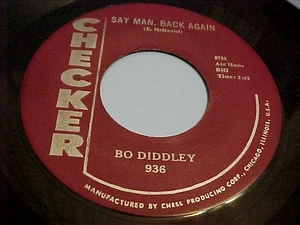 SAY MAN, BACK AGAIN
(E. McDaniel)
CHECKER
Arc Music
BMI
BO DIDDLEY
936
MANUFACTURED BY CHESS PRODUCING CORP., CHICAGO, ILLINOIS, U.S.A.